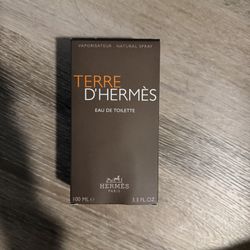 VAPORISATEUR · NATURAL SPRAY
TERRE
D'HERMÈS
EAU DE TOILETTE
HERMÈS
PARIS
100 ML e 3.3 FL.OZ